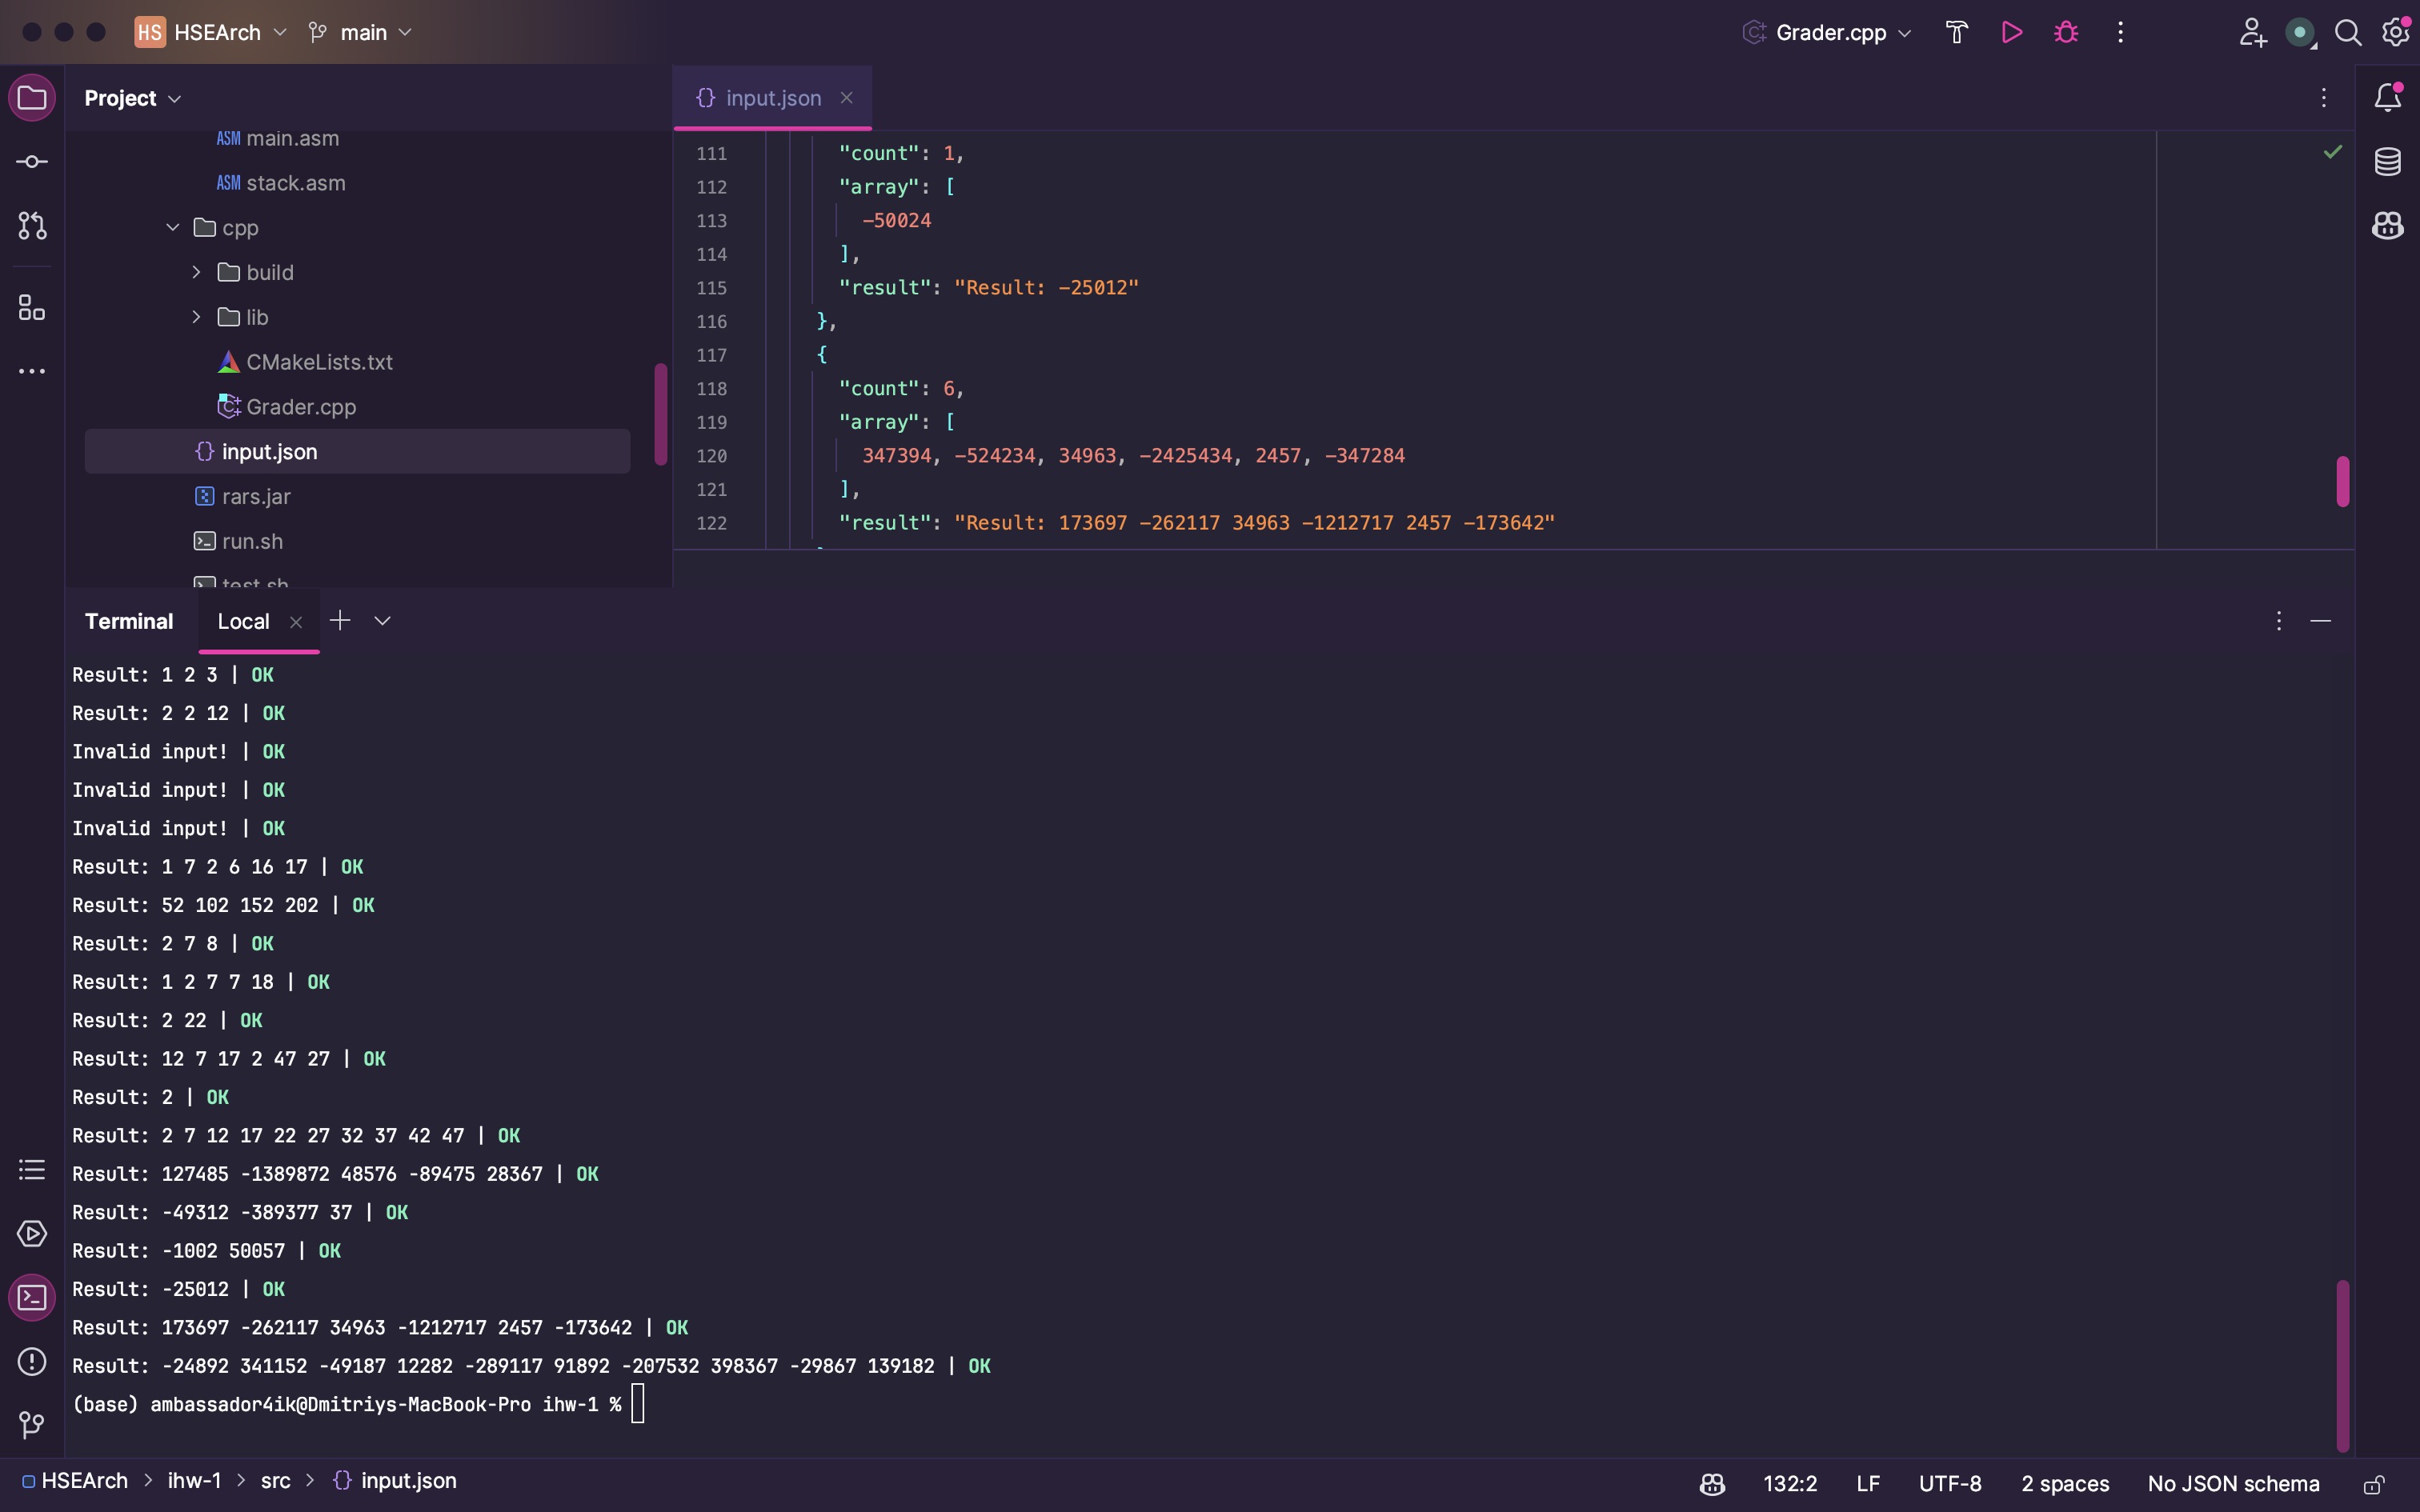 HS HSEArch main Grader.cpp
Project
ASM main.asm
ASM stack.asm
cpp
build
lib
CMakeLists.txt
Grader.cpp
{} input.json
rars.jar
run.sh
test.sh
{} input.json
111 "count": 1,
112 "array": [
113 -50024
114 ],
115 "result": "Result: -25012"
116 },
117 {
118 "count": 6,
119 "array": [
120 347394, -524234, 34963, -2425434, 2457, -347284
121 ],
122 "result": "Result: 173697 -262117 34963 -1212717 2457 -173642"
Terminal Local
Result: 1 2 3 | OK
Result: 2 2 12 | OK
Invalid input! | OK
Invalid input! | OK
Invalid input! | OK
Result: 1 7 2 6 16 17 | OK
Result: 52 102 152 202 | OK
Result: 2 7 8 | OK
Result: 1 2 7 7 18 | OK
Result: 2 22 | OK
Result: 12 7 17 2 47 27 | OK
Result: 2 | OK
Result: 2 7 12 17 22 27 32 37 42 47 | OK
Result: 127485 -1389872 48576 -89475 28367 | OK
Result: -49312 -389377 37 | OK
Result: -1002 50057 | OK
Result: -25012 | OK
Result: 173697 -262117 34963 -1212717 2457 -173642 | OK
Result: -24892 341152 -49187 12282 -289117 91892 -207532 398367 -29867 139182 | OK
(base) ambassador4ik@Dmitriys-MacBook-Pro ihw-1 %
HSEArch > ihw-1 > src > {} input.json 132:2 LF UTF-8 2 spaces No JSON schema